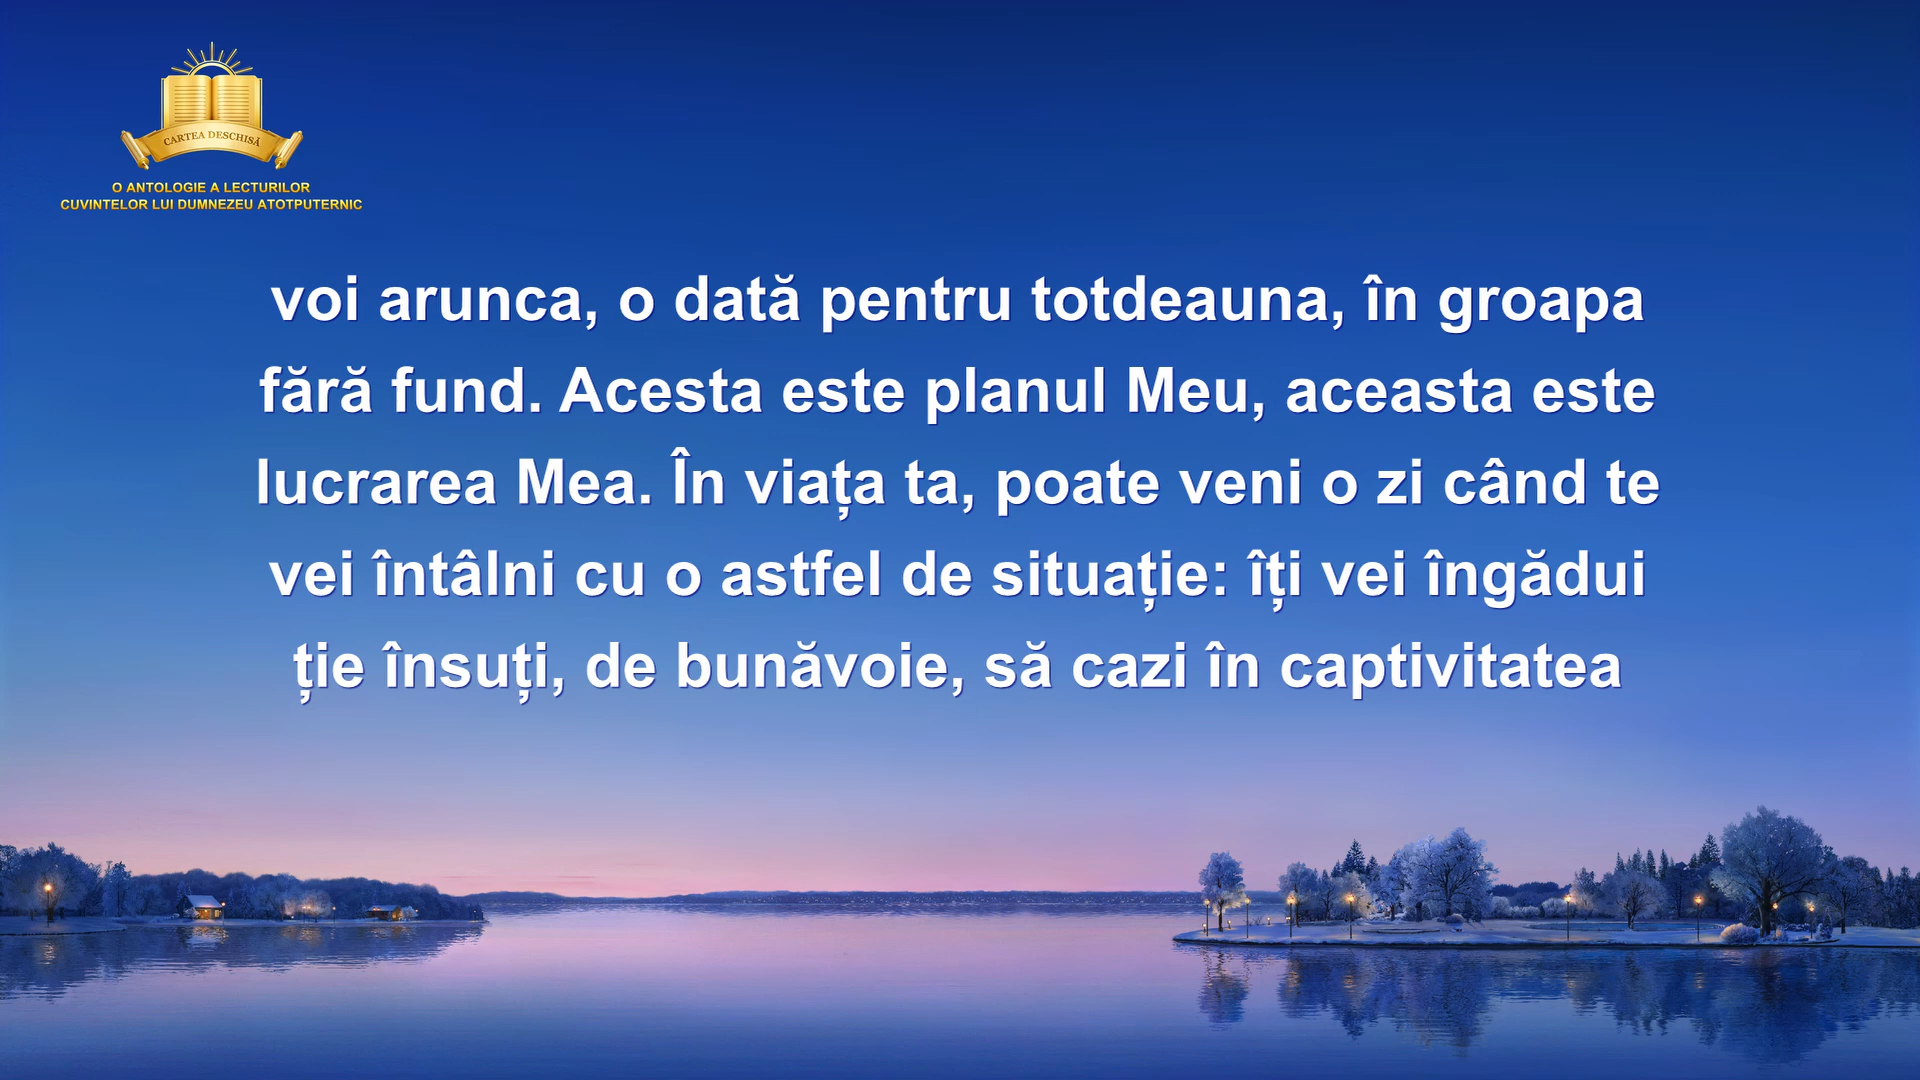 CARTEA DESCHISĂ
O ANTOLOGIE A LECTURILOR
CUVINTELOR LUI DUMNEZEU ATOTPUTERNIC
voi arunca, o dată pentru totdeauna, în groapa
fără fund. Acesta este planul Meu, aceasta este
lucrarea Mea. În viața ta, poate veni o zi când te
vei întâlni cu o astfel de situație: îți vei îngădui
ție însuți, de bunăvoie, să cazi în captivitatea